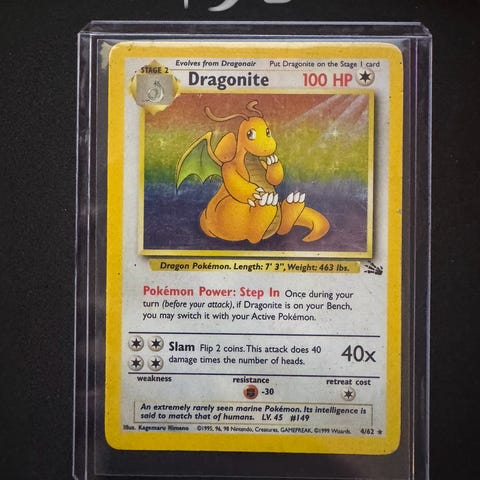 Evolves from Dragonair Put Dragonite on the Stage 1 card
STAGE 2
Dragonite 100 HP
Dragon Pokémon. Length: 7' 3", Weight: 463 lbs.
Pokémon Power: Step In Once during your
turn (before your attack), if Dragonite is on your Bench,
you may switch it with your Active Pokémon.
Slam Flip 2 coins. This attack does 40
damage times the number of heads.
40x
weakness resistance retreat cost
-30
An extremely rarely seen marine Pokémon. Its intelligence is
said to match that of humans. LV. 45 #149
Illus. Kagemaru Himeno ©1995, 96, 98 Nintendo, Creatures, GAMEFREAK. ©1999 Wizards. 4/62